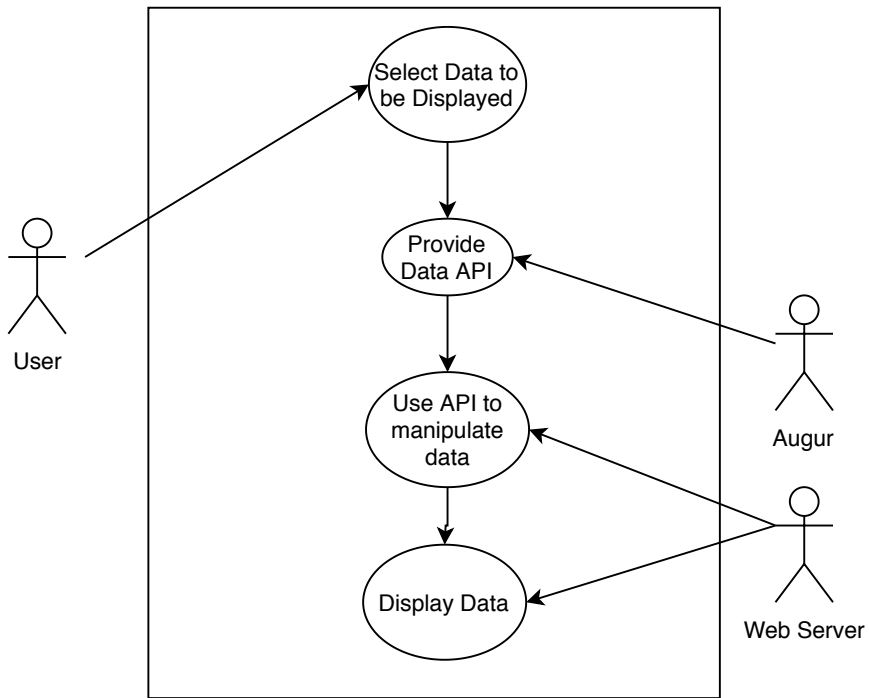 Select Data to
be Displayed
Provide
Data API
User
Use API to
manipulate
data
Augur
Display Data
Web Server